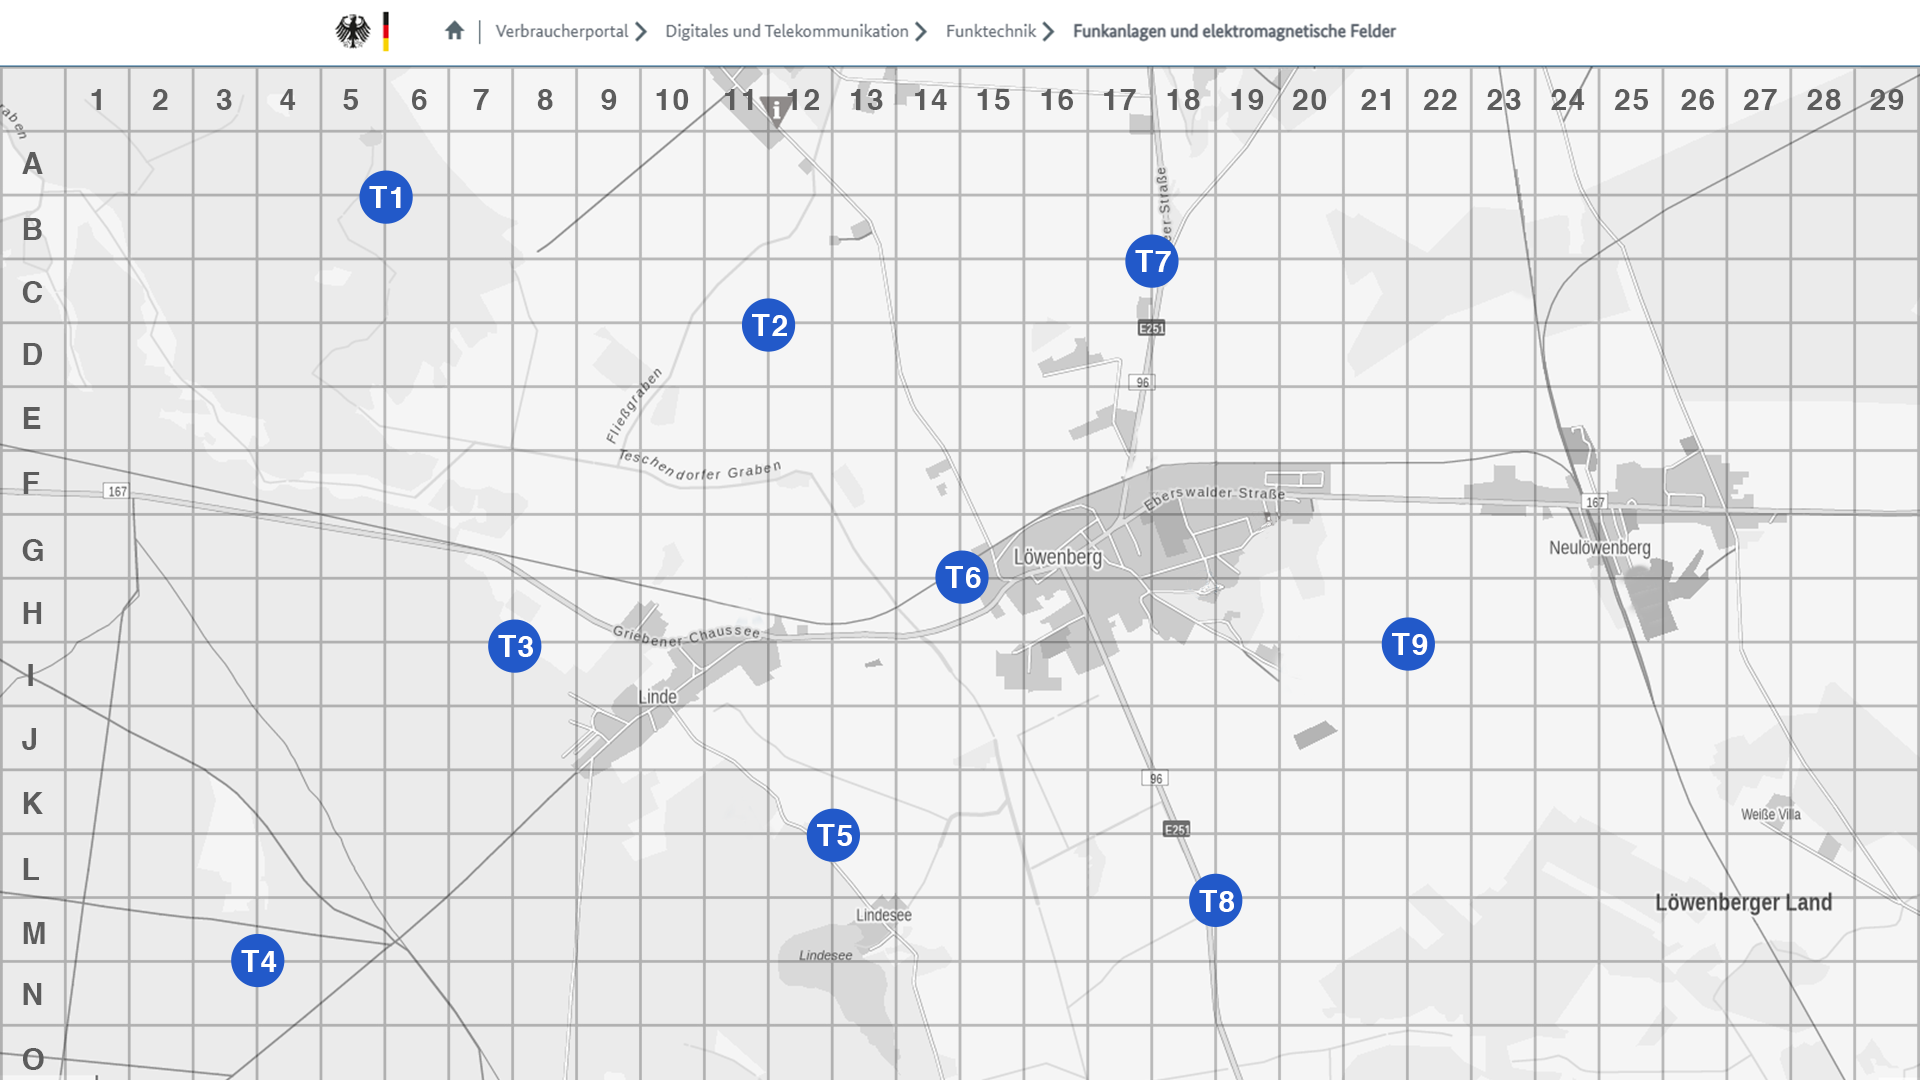 Verbraucherportal Digitales und Telekommunikation Funktechnik Funkanlagen und elektromagnetische Felder
1 2 3 4 5 6 7 8 9 10 11 12 13 14 15 16 17 18 19 20 21 22 23 24 25 26 27 28 29
i
raben
A
T1
eer Straße
B
T7
C
T2
E251
D
96
Fließgraben
E
Teschendorfer Graben
F
167
Eberswalder Straße
167
G
Löwenberg
Neulöwenberg
T6
H
Griebener Chaussee
T3
T9
I
Linde
J
96
K
Weiße Villa
E251
T5
L
T8
Löwenberger Land
Lindesee
M
Lindesee
T4
N
O